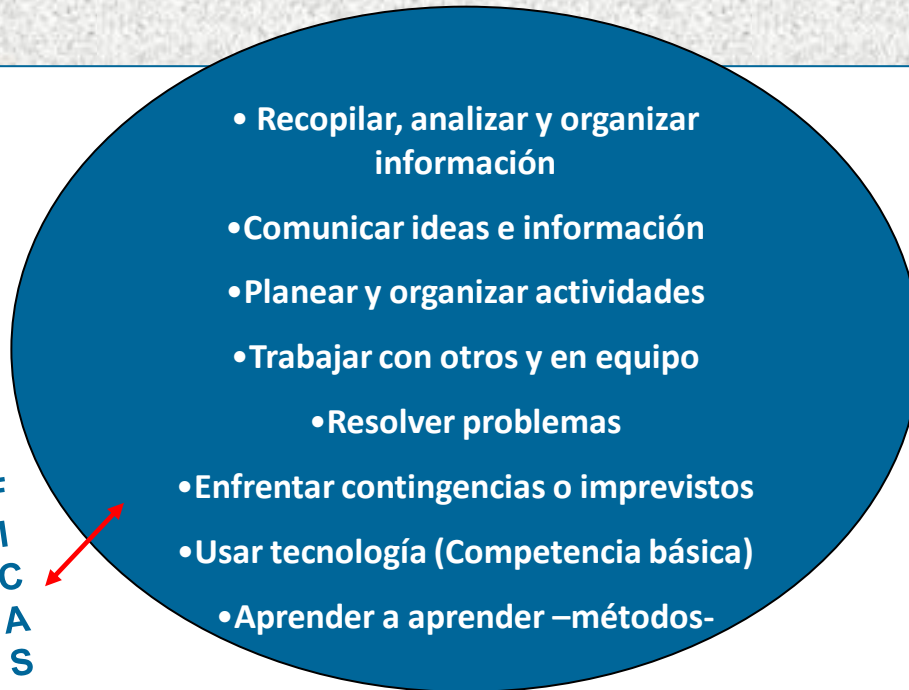 • Recopilar, analizar y organizar
información
•Comunicar ideas e información
•Planear y organizar actividades
•Trabajar con otros y en equipo
•Resolver problemas
•Enfrentar contingencias o imprevistos
•Usar tecnología (Competencia básica)
•Aprender a aprender –métodos-
F
I
C
A
S